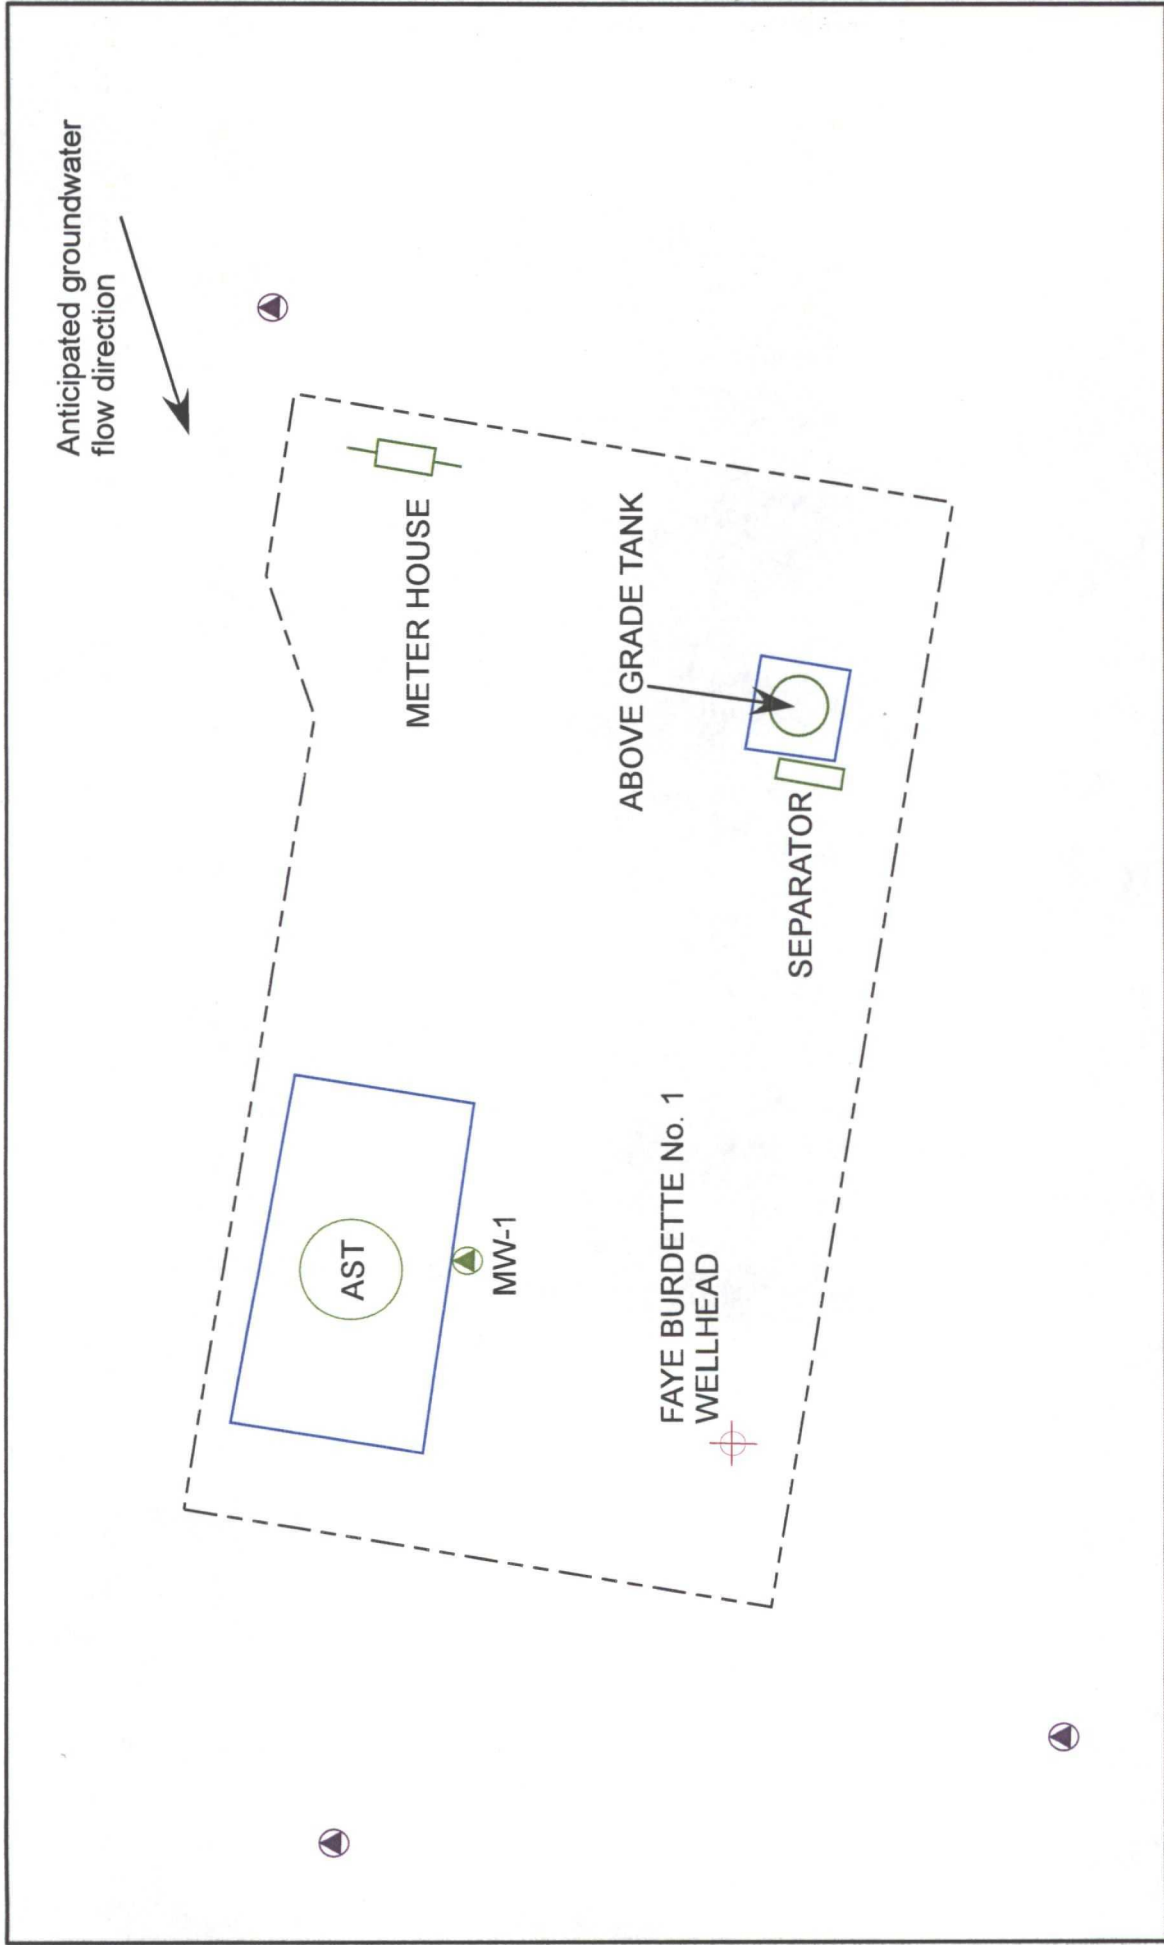 Anticipated groundwater
flow direction
METER HOUSE
ABOVE GRADE TANK
SEPARATOR
AST
MW-1
FAYE BURDETTE No. 1
WELLHEAD